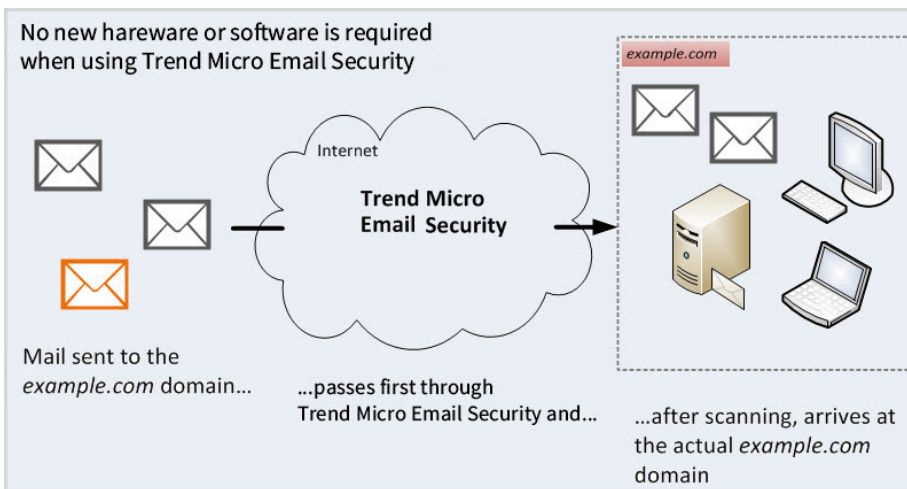 No new hareware or software is required
when using Trend Micro Email Security
example.com
Internet
Trend Micro
Email Security
Mail sent to the
example.com domain...
...passes first through
Trend Micro Email Security and...
...after scanning, arrives at
the actual example.com
domain